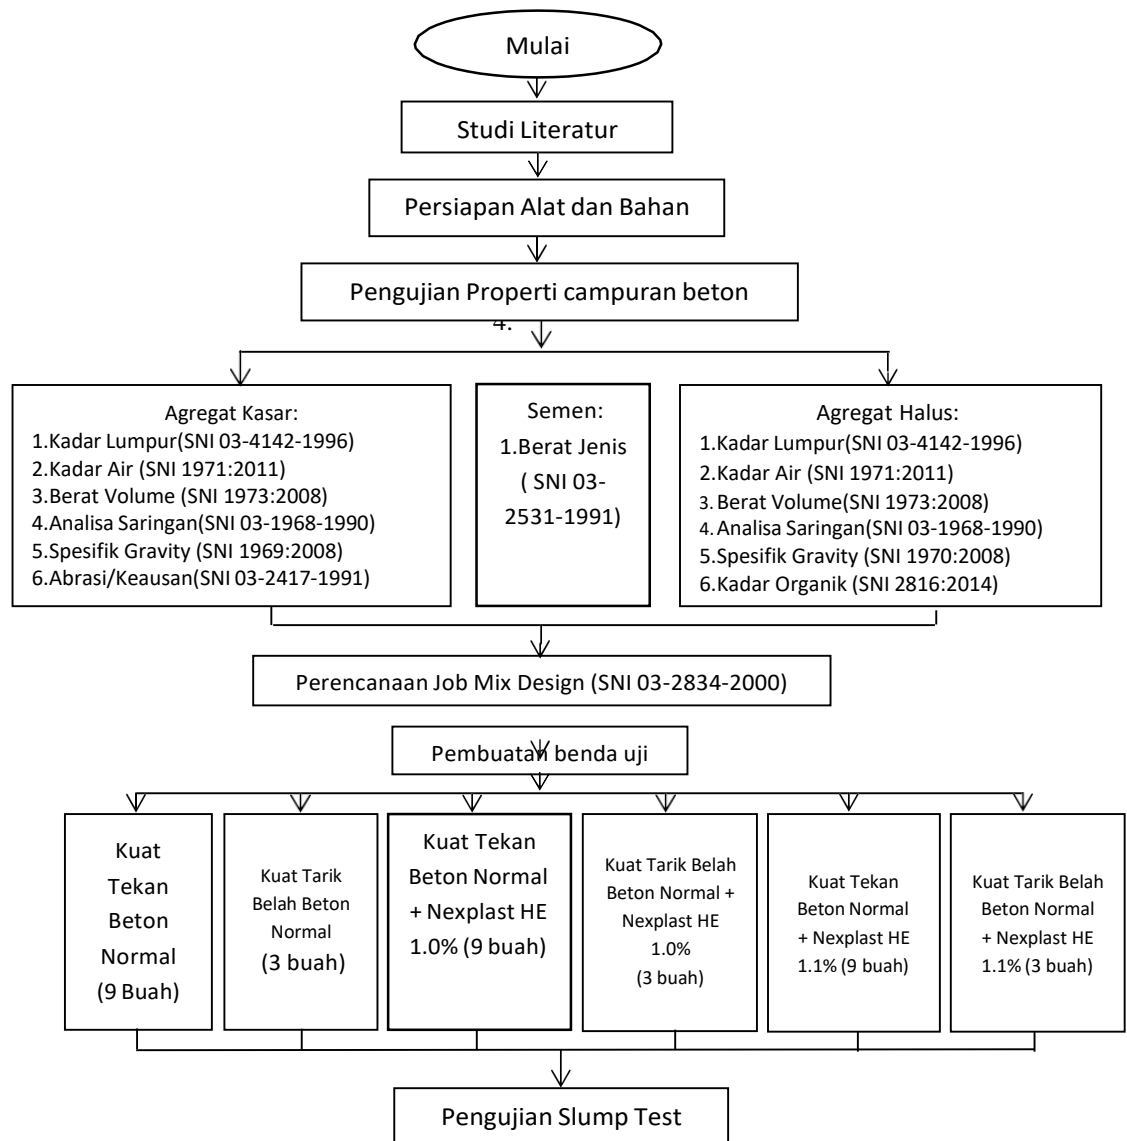 Mulai
Studi Literatur
Persiapan Alat dan Bahan
Pengujian Properti campuran beton
4.
Agregat Kasar:
1.Kadar Lumpur(SNI 03-4142-1996)
2.Kadar Air (SNI 1971:2011)
3.Berat Volume (SNI 1973:2008)
4.Analisa Saringan(SNI 03-1968-1990)
5.Spesifik Gravity (SNI 1969:2008)
6.Abrasi/Keausan(SNI 03-2417-1991)
Semen:
1.Berat Jenis
( SNI 03-
2531-1991)
Agregat Halus:
1.Kadar Lumpur(SNI 03-4142-1996)
2.Kadar Air (SNI 1971:2011)
3.Berat Volume(SNI 1973:2008)
4.Analisa Saringan(SNI 03-1968-1990)
5.Spesifik Gravity (SNI 1970:2008)
6.Kadar Organik (SNI 2816:2014)
Perencanaan Job Mix Design (SNI 03-2834-2000)
Pembuatan benda uji
Kuat
Tekan
Beton
Normal
(9 Buah)
Kuat Tarik
Belah Beton
Normal
(3 buah)
Kuat Tekan
Beton Normal
+ Nexplast HE
1.0% (9 buah)
Kuat Tarik Belah
Beton Normal +
Nexplast HE
1.0%
(3 buah)
Kuat Tekan
Beton Normal
+ Nexplast HE
1.1% (9 buah)
Kuat Tarik Belah
Beton Normal
+ Nexplast HE
1.1% (3 buah)
Pengujian Slump Test